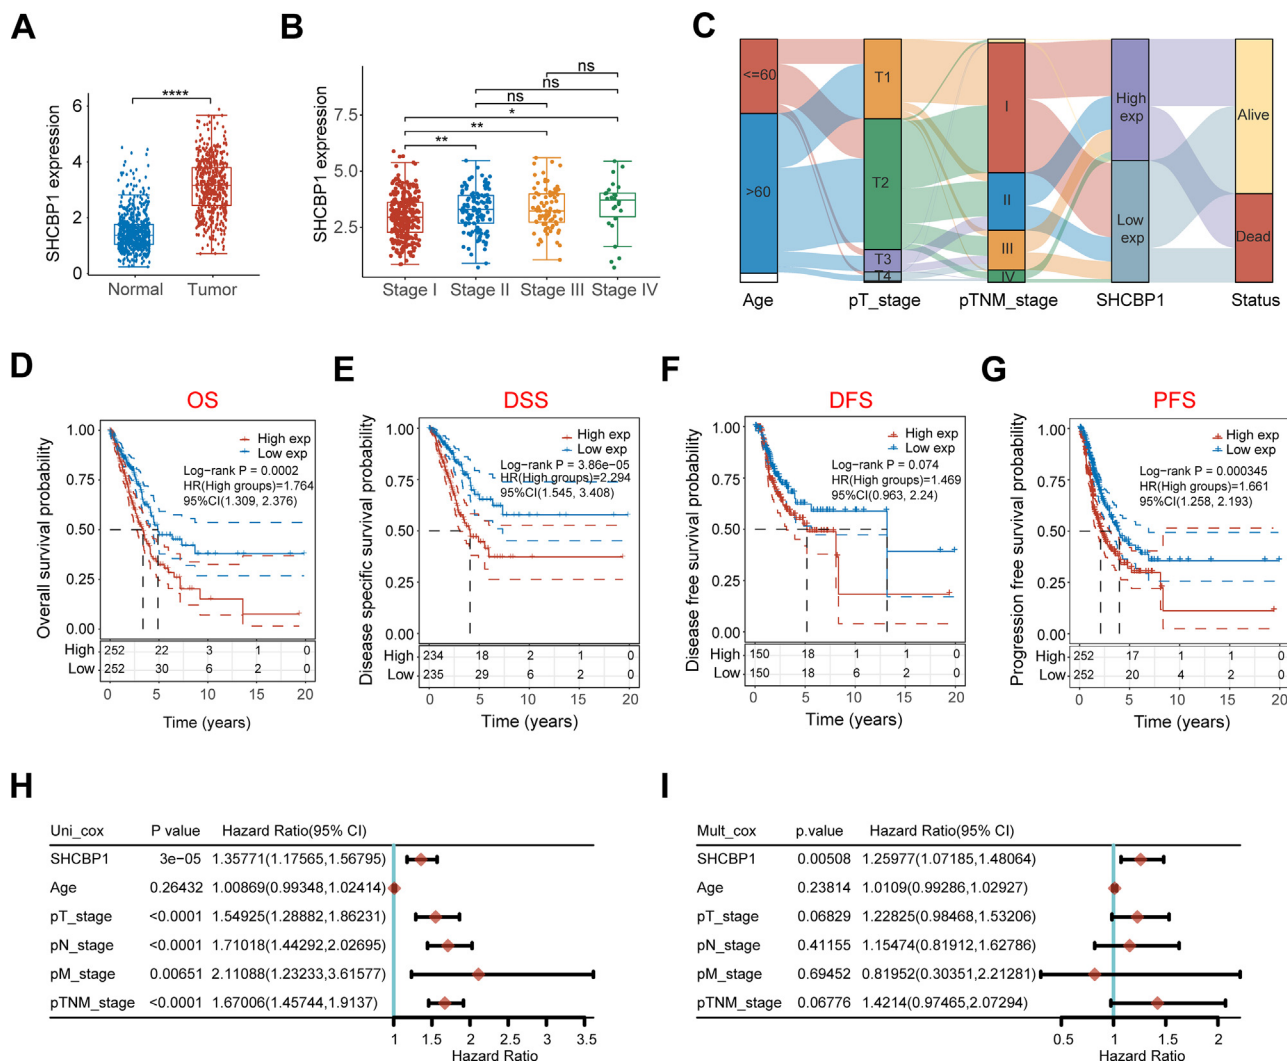 A
SHCBP1 expression
6
4
2
0
****
Normal Tumor
B
SHCBP1 expression
7.5
5.0
2.5
ns
ns
ns
*
**
**
Stage I Stage II Stage III Stage IV
C
<=60
>60
T1
T2
T3
T4
I
II
III
IV
High
exp
Low
exp
Alive
Dead
Age pT_stage pTNM_stage SHCBP1 Status
D
OS
Overall survival probability
1.00
0.75
0.50
0.25
0.00
High exp
Low exp
Log-rank P = 0.0002
HR(High groups)=1.764
95%CI(1.309, 2.376)
High 252 22 3 1 0
Low 252 30 6 2 0
0 5 10 15 20
Time (years)
E
DSS
Disease specific survival probability
1.00
0.75
0.50
0.25
0.00
High exp
Low exp
Log-rank P = 3.86e-05
HR(High groups)=2.294
95%CI(1.545, 3.408)
High 234 18 2 1 0
Low 235 29 6 2 0
0 5 10 15 20
Time (years)
F
DFS
Disease free survival probability
1.00
0.75
0.50
0.25
0.00
High exp
Low exp
Log-rank P = 0.074
HR(High groups)=1.469
95%CI(0.963, 2.24)
High 150 18 1 1 0
Low 150 18 6 2 0
0 5 10 15 20
Time (years)
G
PFS
Progression free survival probability
1.00
0.75
0.50
0.25
0.00
High exp
Low exp
Log-rank P = 0.000345
HR(High groups)=1.661
95%CI(1.258, 2.193)
High 252 17 1 1 0
Low 252 20 4 2 0
0 5 10 15 20
Time (years)
H
Uni_cox P value Hazard Ratio(95% CI)
SHCBP1 3e-05 1.35771(1.17565,1.56795)
Age 0.26432 1.00869(0.99348,1.02414)
pT_stage <0.0001 1.54925(1.28882,1.86231)
pN_stage <0.0001 1.71018(1.44292,2.02695)
pM_stage 0.00651 2.11088(1.23233,3.61577)
pTNM_stage <0.0001 1.67006(1.45744,1.9137)
1 1.5 2 2.5 3 3.5
Hazard Ratio
I
Mult_cox p.value Hazard Ratio(95% CI)
SHCBP1 0.00508 1.25977(1.07185,1.48064)
Age 0.23814 1.0109(0.99286,1.02927)
pT_stage 0.06829 1.22825(0.98468,1.53206)
pN_stage 0.41155 1.15474(0.81912,1.62786)
pM_stage 0.69452 0.81952(0.30351,2.21281)
pTNM_stage 0.06776 1.4214(0.97465,2.07294)
0.5 1 1.5 2
Hazard Ratio